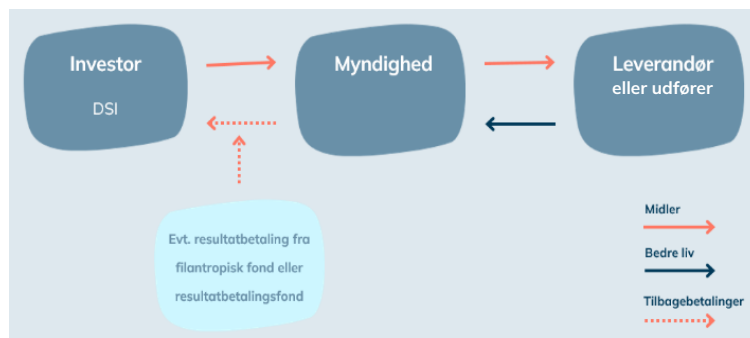 Investor
DSI
Myndighed
Leverandør
eller udfører
Evt. resultatbetaling fra
filantropisk fond eller
resultatbetalingsfond
Midler
Bedre liv
Tilbagebetalinger